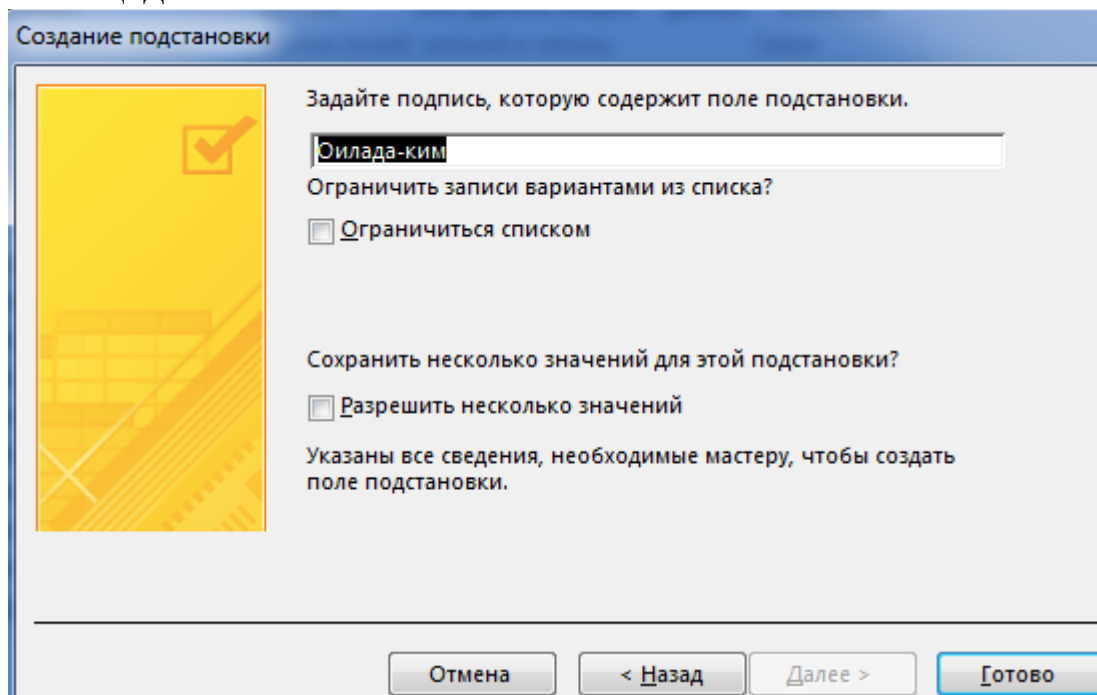 Создание подстановки
Задайте подпись, которую содержит поле подстановки.
Оилада-ким
Ограничить записи вариантами из списка?
Ограничиться списком
Сохранить несколько значений для этой подстановки?
Разрешить несколько значений
Указаны все сведения, необходимые мастеру, чтобы создать
поле подстановки.
Отмена
< Назад
Далее >
Готово